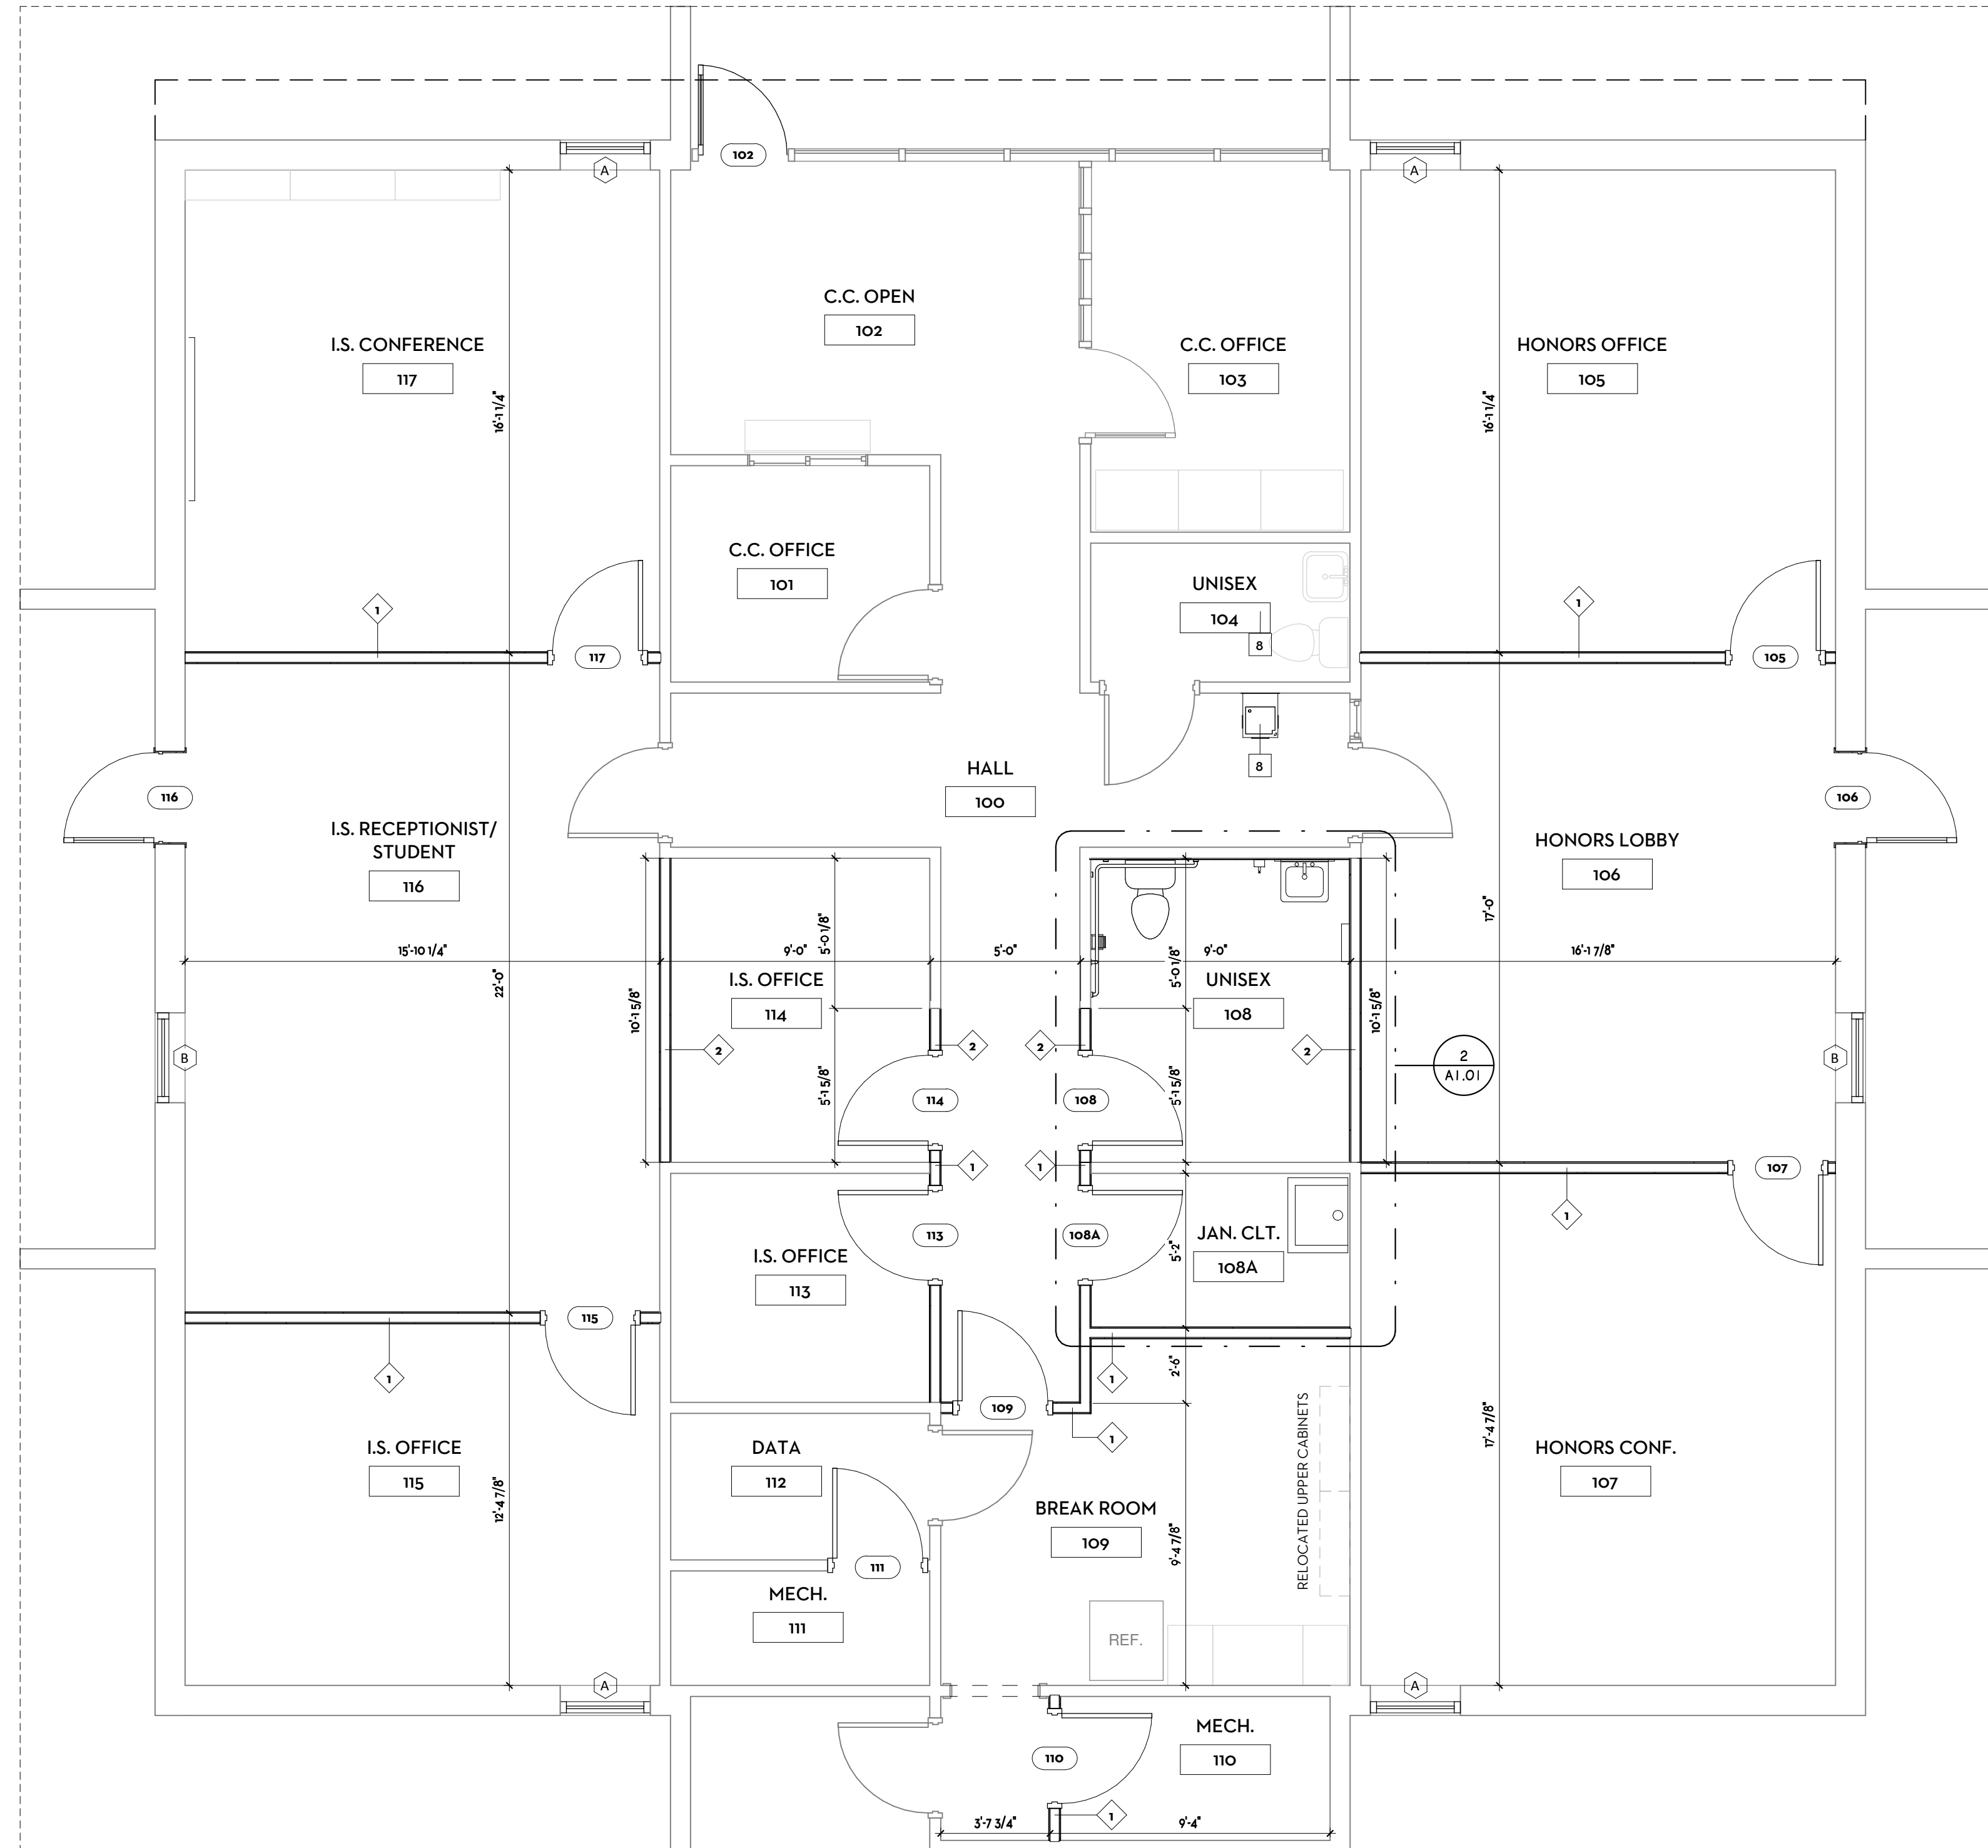 102
A
A
C.C. OPEN
102
I.S. CONFERENCE
117
C.C. OFFICE
103
HONORS OFFICE
105
16'-1 1/4"
16'-1 1/4"
C.C. OFFICE
101
UNISEX
104
8
1
1
117
105
8
HALL
100
116
106
I.S. RECEPTIONIST/
STUDENT
116
HONORS LOBBY
106
15'-10 1/4"
9'-0"
5'-0 1/8"
5'-0"
5'-0 1/8"
9'-0"
17'-0"
16'-1 7/8"
22'-0"
10'-1 5/8"
I.S. OFFICE
114
UNISEX
108
10'-1 5/8"
B
2
2
2
2
2
A1.01
B
5'-1 5/8"
114
108
5'-1 5/8"
1
1
107
1
113
108A
JAN. CLT.
108A
5'-2"
I.S. OFFICE
113
115
1
2'-6"
1
109
1
RELOCATED UPPER CABINETS
17'-4 7/8"
I.S. OFFICE
115
12'-4 7/8"
DATA
112
BREAK ROOM
109
9'-4 7/8"
HONORS CONF.
107
111
MECH.
111
REF.
A
A
MECH.
110
110
1
3'-7 3/4"
9'-4"